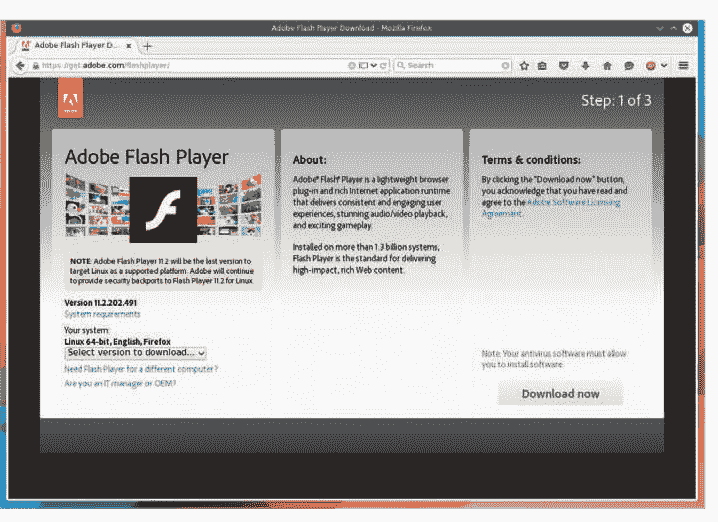 Adobe Flash Player Download - Mozilla Firefox
Adobe Flash Player D...
https://get.adobe.com/flashplayer/
Search
Step: 1 of 3
Adobe Flash Player
NOTE: Adobe Flash Player 11.2 will be the last version to
target Linux as a supported platform. Adobe will continue
to provide security backports to Flash Player 11.2 for Linux.
Version 11.2.202.491
System requirements
Your system:
Linux 64-bit, English, Firefox
Select version to download...
Need Flash Player for a different computer?
Are you an IT manager or OEM?
About:
Adobe® Flash® Player is a lightweight browser
plug-in and rich Internet application runtime
that delivers consistent and engaging user
experiences, stunning audio/video playback,
and exciting gameplay.
Installed on more than 1.3 billion systems,
Flash Player is the standard for delivering
high-impact, rich Web content.
Terms & conditions:
By clicking the "Download now" button,
you acknowledge that you have read and
agree to the Adobe Software Licensing
Agreement.
Note: Your antivirus software must allow
you to install software.
Download now